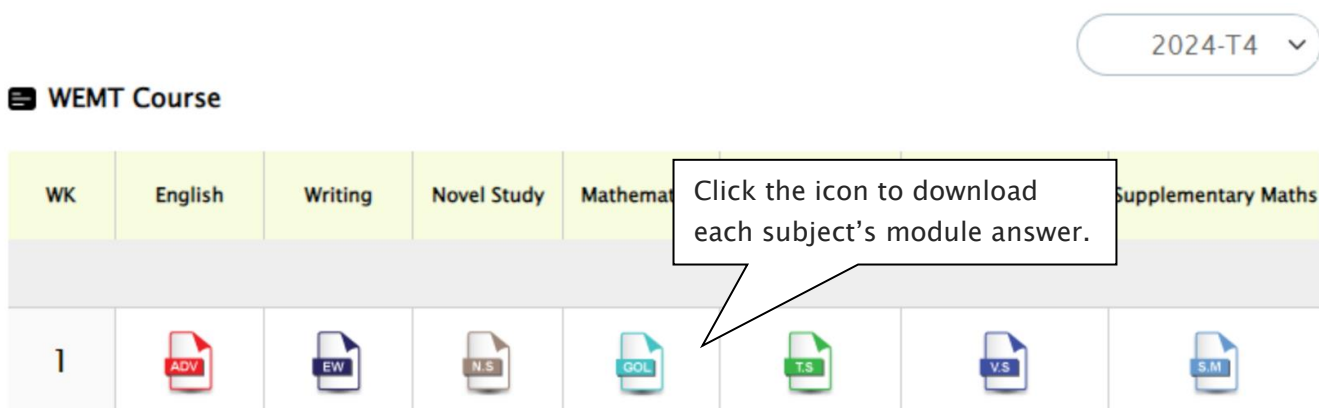 2024-T4
WEMT Course
WK English Writing Novel Study Mathemat Supplementary Maths
Click the icon to download
each subject's module answer.
1 ADV EW N.S GOL T.S V.S S.M